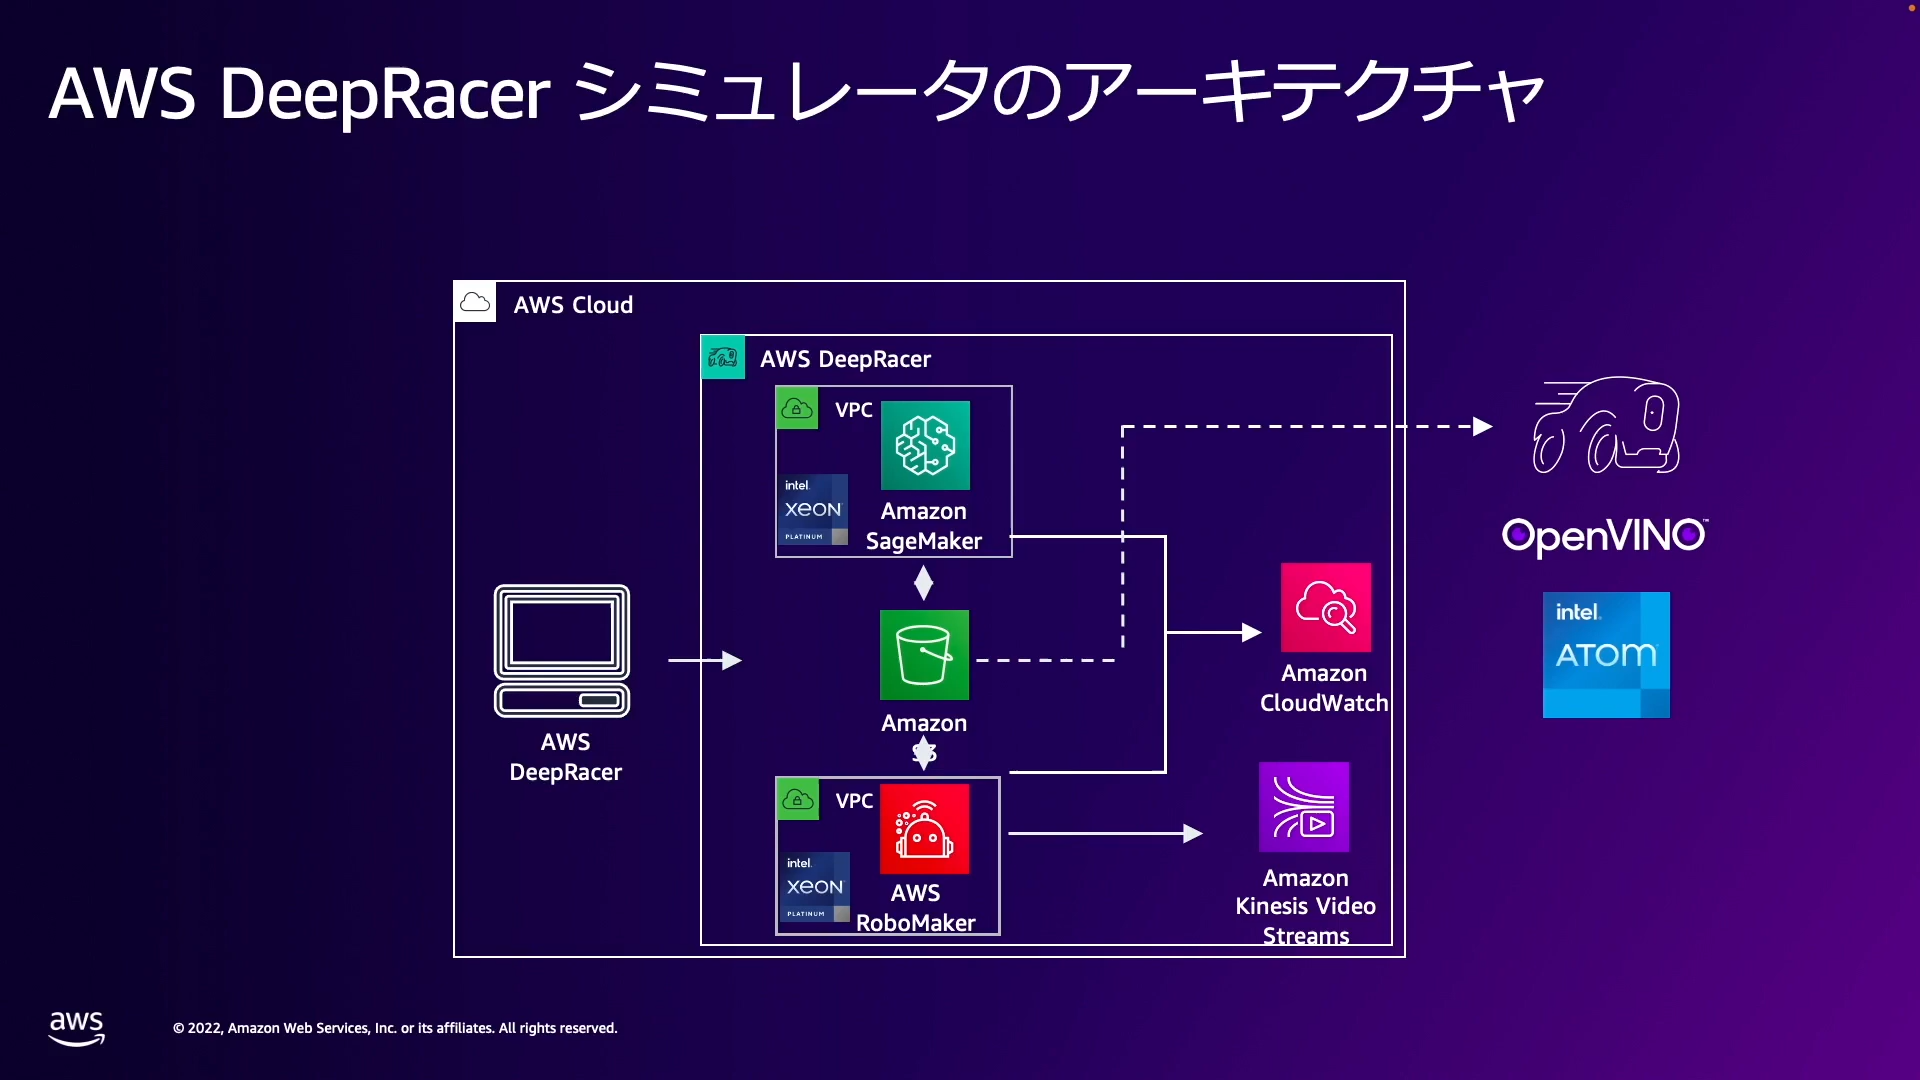 AWS DeepRacer シミュレータのアーキテクチャ
AWS Cloud
AWS DeepRacer
VPC
intel.
XEON
PLATINUM
Amazon
SageMaker
OpenVINO™
intel.
ATOM
AWS
DeepRacer
Amazon
S3
Amazon
CloudWatch
VPC
intel.
XEON
PLATINUM
AWS
RoboMaker
Amazon
Kinesis Video
Streams
aws
© 2022, Amazon Web Services, Inc. or its affiliates. All rights reserved.